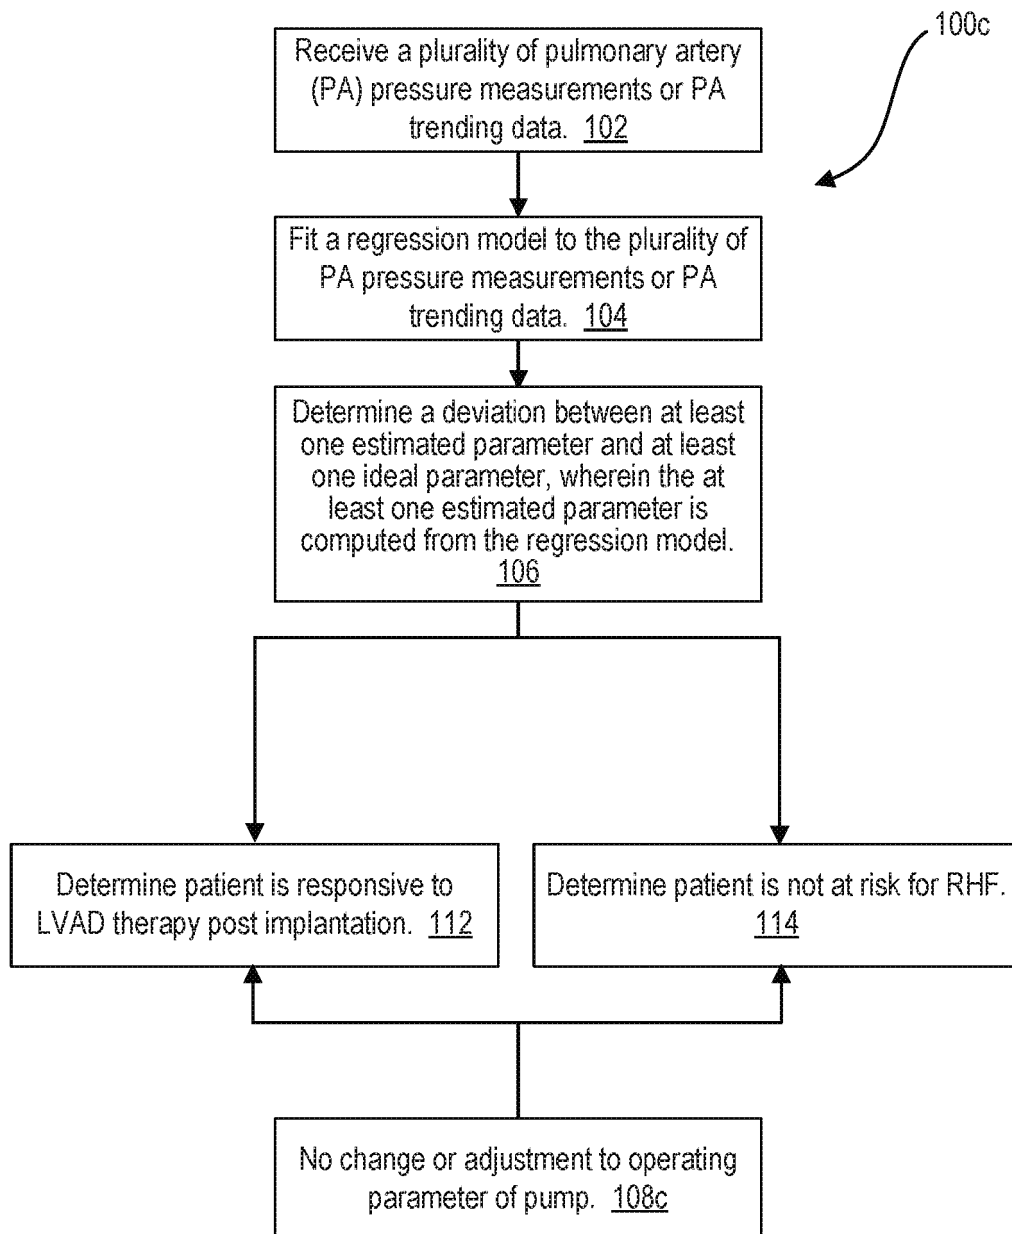 100c
Receive a plurality of pulmonary artery
(PA) pressure measurements or PA
trending data. 102
Fit a regression model to the plurality of
PA pressure measurements or PA
trending data. 104
Determine a deviation between at least
one estimated parameter and at least
one ideal parameter, wherein the at
least one estimated parameter is
computed from the regression model.
106
Determine patient is responsive to
LVAD therapy post implantation. 112
Determine patient is not at risk for RHF.
114
No change or adjustment to operating
parameter of pump. 108c